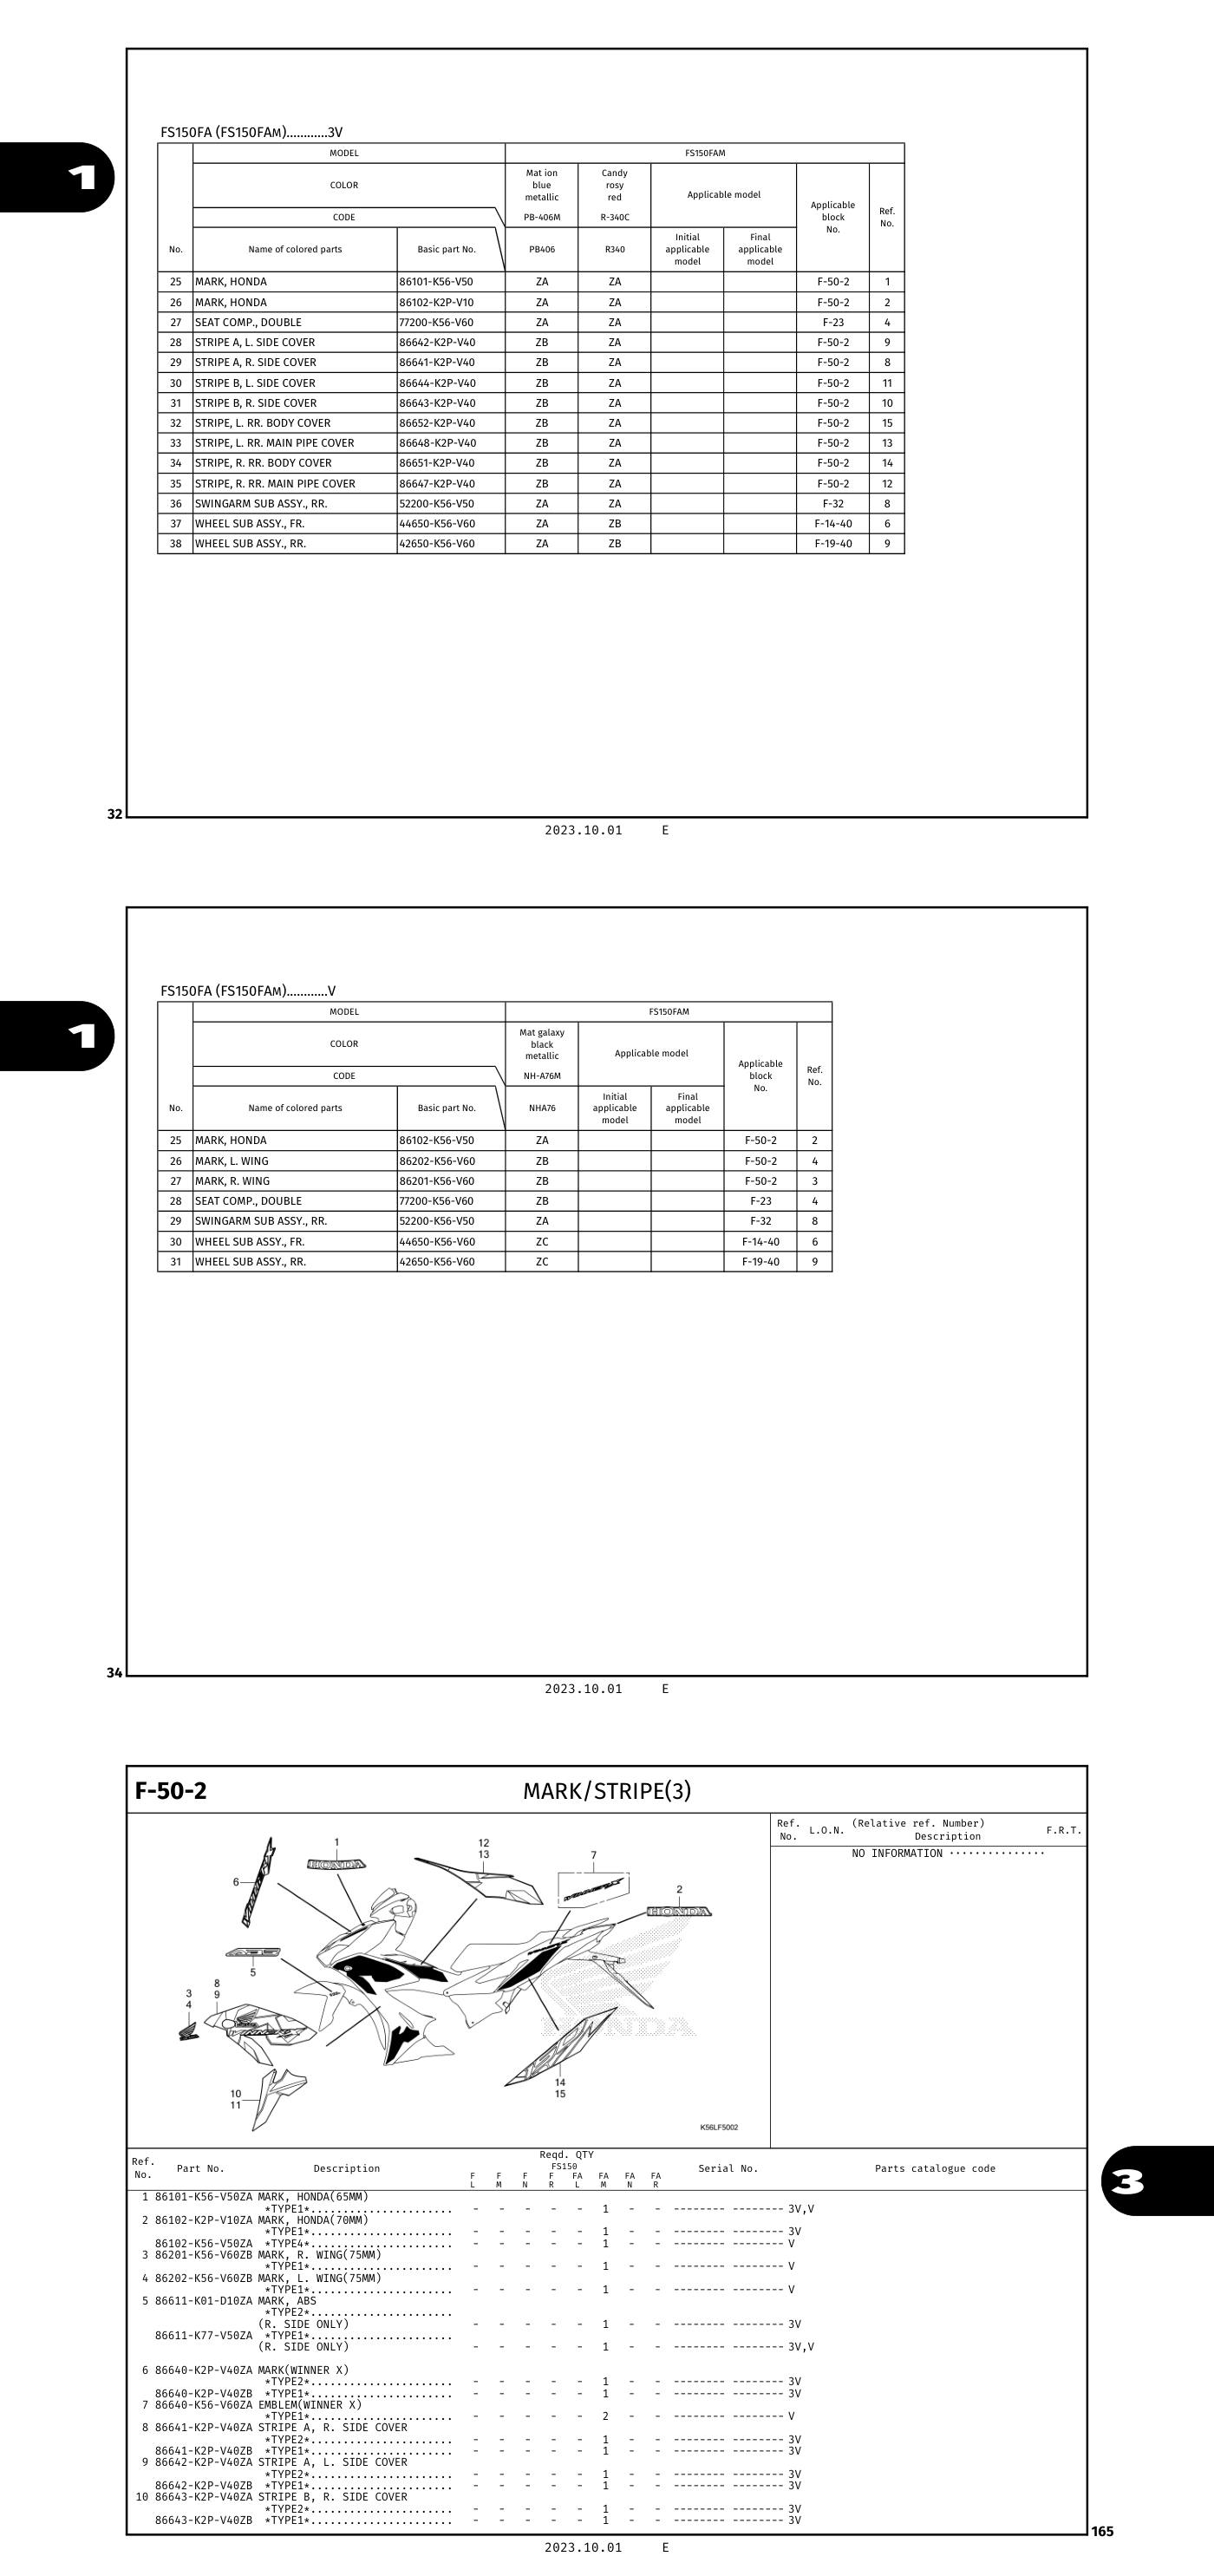 FS150FA (FS150FAM)............3V
1
MODEL FS150FAM
COLOR Mat ion blue metallic Candy rosy red Applicable model Applicable block No. Ref. No.
CODE PB-406M R-340C
No. Name of colored parts Basic part No. PB406 R340 Initial applicable model Final applicable model
25 MARK, HONDA 86101-K56-V50 ZA ZA F-50-2 1
26 MARK, HONDA 86102-K2P-V10 ZA ZA F-50-2 2
27 SEAT COMP., DOUBLE 77200-K56-V60 ZA ZA F-23 4
28 STRIPE A, L. SIDE COVER 86642-K2P-V40 ZB ZA F-50-2 9
29 STRIPE A, R. SIDE COVER 86641-K2P-V40 ZB ZA F-50-2 8
30 STRIPE B, L. SIDE COVER 86644-K2P-V40 ZB ZA F-50-2 11
31 STRIPE B, R. SIDE COVER 86643-K2P-V40 ZB ZA F-50-2 10
32 STRIPE, L. RR. BODY COVER 86652-K2P-V40 ZB ZA F-50-2 15
33 STRIPE, L. RR. MAIN PIPE COVER 86648-K2P-V40 ZB ZA F-50-2 13
34 STRIPE, R. RR. BODY COVER 86651-K2P-V40 ZB ZA F-50-2 14
35 STRIPE, R. RR. MAIN PIPE COVER 86647-K2P-V40 ZB ZA F-50-2 12
36 SWINGARM SUB ASSY., RR. 52200-K56-V50 ZA ZA F-32 8
37 WHEEL SUB ASSY., FR. 44650-K56-V60 ZA ZB F-14-40 6
38 WHEEL SUB ASSY., RR. 42650-K56-V60 ZA ZB F-19-40 9
32
2023.10.01 E
FS150FA (FS150FAM)............V
1
MODEL FS150FAM
COLOR Mat galaxy black metallic Applicable model Applicable block No. Ref. No.
CODE NH-A76M
No. Name of colored parts Basic part No. NHA76 Initial applicable model Final applicable model
25 MARK, HONDA 86102-K56-V50 ZA F-50-2 2
26 MARK, L. WING 86202-K56-V60 ZB F-50-2 4
27 MARK, R. WING 86201-K56-V60 ZB F-50-2 3
28 SEAT COMP., DOUBLE 77200-K56-V60 ZB F-23 4
29 SWINGARM SUB ASSY., RR. 52200-K56-V50 ZA F-32 8
30 WHEEL SUB ASSY., FR. 44650-K56-V60 ZC F-14-40 6
31 WHEEL SUB ASSY., RR. 42650-K56-V60 ZC F-19-40 9
34
2023.10.01 E
F-50-2 MARK/STRIPE(3)
Ref. No. L.O.N. (Relative ref. Number) Description F.R.T.
NO INFORMATION ···············
1
HONDA
12
13
7
6
2
HONDA
5
8
9
3
4
HONDA
10
11
14
15
K56LF5002
Reqd. QTY
Ref. No. Part No. Description FS150 Serial No. Parts catalogue code
F F F F FA FA FA FA
L M N R L M N R
3
1 86101-K56-V50ZA MARK, HONDA(65MM)
*TYPE1*...................... - - - - - 1 - - -------- -------- 3V,V
2 86102-K2P-V10ZA MARK, HONDA(70MM)
*TYPE1*...................... - - - - - 1 - - -------- -------- 3V
86102-K56-V50ZA *TYPE4*...................... - - - - - 1 - - -------- -------- V
3 86201-K56-V60ZB MARK, R. WING(75MM)
*TYPE1*...................... - - - - - 1 - - -------- -------- V
4 86202-K56-V60ZB MARK, L. WING(75MM)
*TYPE1*...................... - - - - - 1 - - -------- -------- V
5 86611-K01-D10ZA MARK, ABS
*TYPE2*......................
(R. SIDE ONLY) - - - - - 1 - - -------- -------- 3V
86611-K77-V50ZA *TYPE1*......................
(R. SIDE ONLY) - - - - - 1 - - -------- -------- 3V,V
6 86640-K2P-V40ZA MARK(WINNER X)
*TYPE2*...................... - - - - - 1 - - -------- -------- 3V
86640-K2P-V40ZB *TYPE1*...................... - - - - - 1 - - -------- -------- 3V
7 86640-K56-V60ZA EMBLEM(WINNER X)
*TYPE1*...................... - - - - - 2 - - -------- -------- V
8 86641-K2P-V40ZA STRIPE A, R. SIDE COVER
*TYPE2*...................... - - - - - 1 - - -------- -------- 3V
86641-K2P-V40ZB *TYPE1*...................... - - - - - 1 - - -------- -------- 3V
9 86642-K2P-V40ZA STRIPE A, L. SIDE COVER
*TYPE2*...................... - - - - - 1 - - -------- -------- 3V
86642-K2P-V40ZB *TYPE1*...................... - - - - - 1 - - -------- -------- 3V
10 86643-K2P-V40ZA STRIPE B, R. SIDE COVER
*TYPE2*...................... - - - - - 1 - - -------- -------- 3V
86643-K2P-V40ZB *TYPE1*...................... - - - - - 1 - - -------- -------- 3V
165
2023.10.01 E